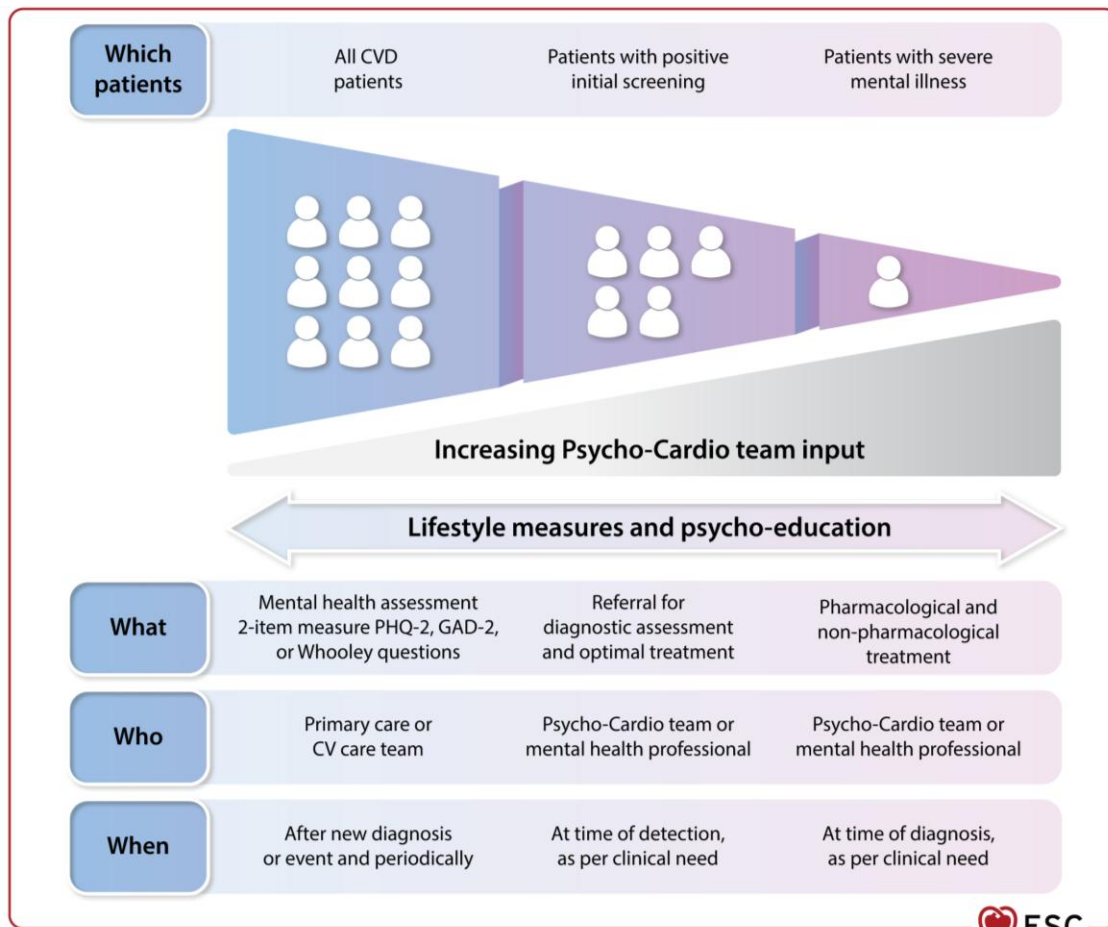 Which
patients
All CVD
patients
Patients with positive
initial screening
Patients with severe
mental illness
Increasing Psycho-Cardio team input
Lifestyle measures and psycho-education
What
Mental health assessment
2-item measure PHQ-2, GAD-2,
or Whooley questions
Referral for
diagnostic assessment
and optimal treatment
Pharmacological and
non-pharmacological
treatment
Who
Primary care or
CV care team
Psycho-Cardio team or
mental health professional
Psycho-Cardio team or
mental health professional
When
After new diagnosis
or event and periodically
At time of detection,
as per clinical need
At time of diagnosis,
as per clinical need
ESC